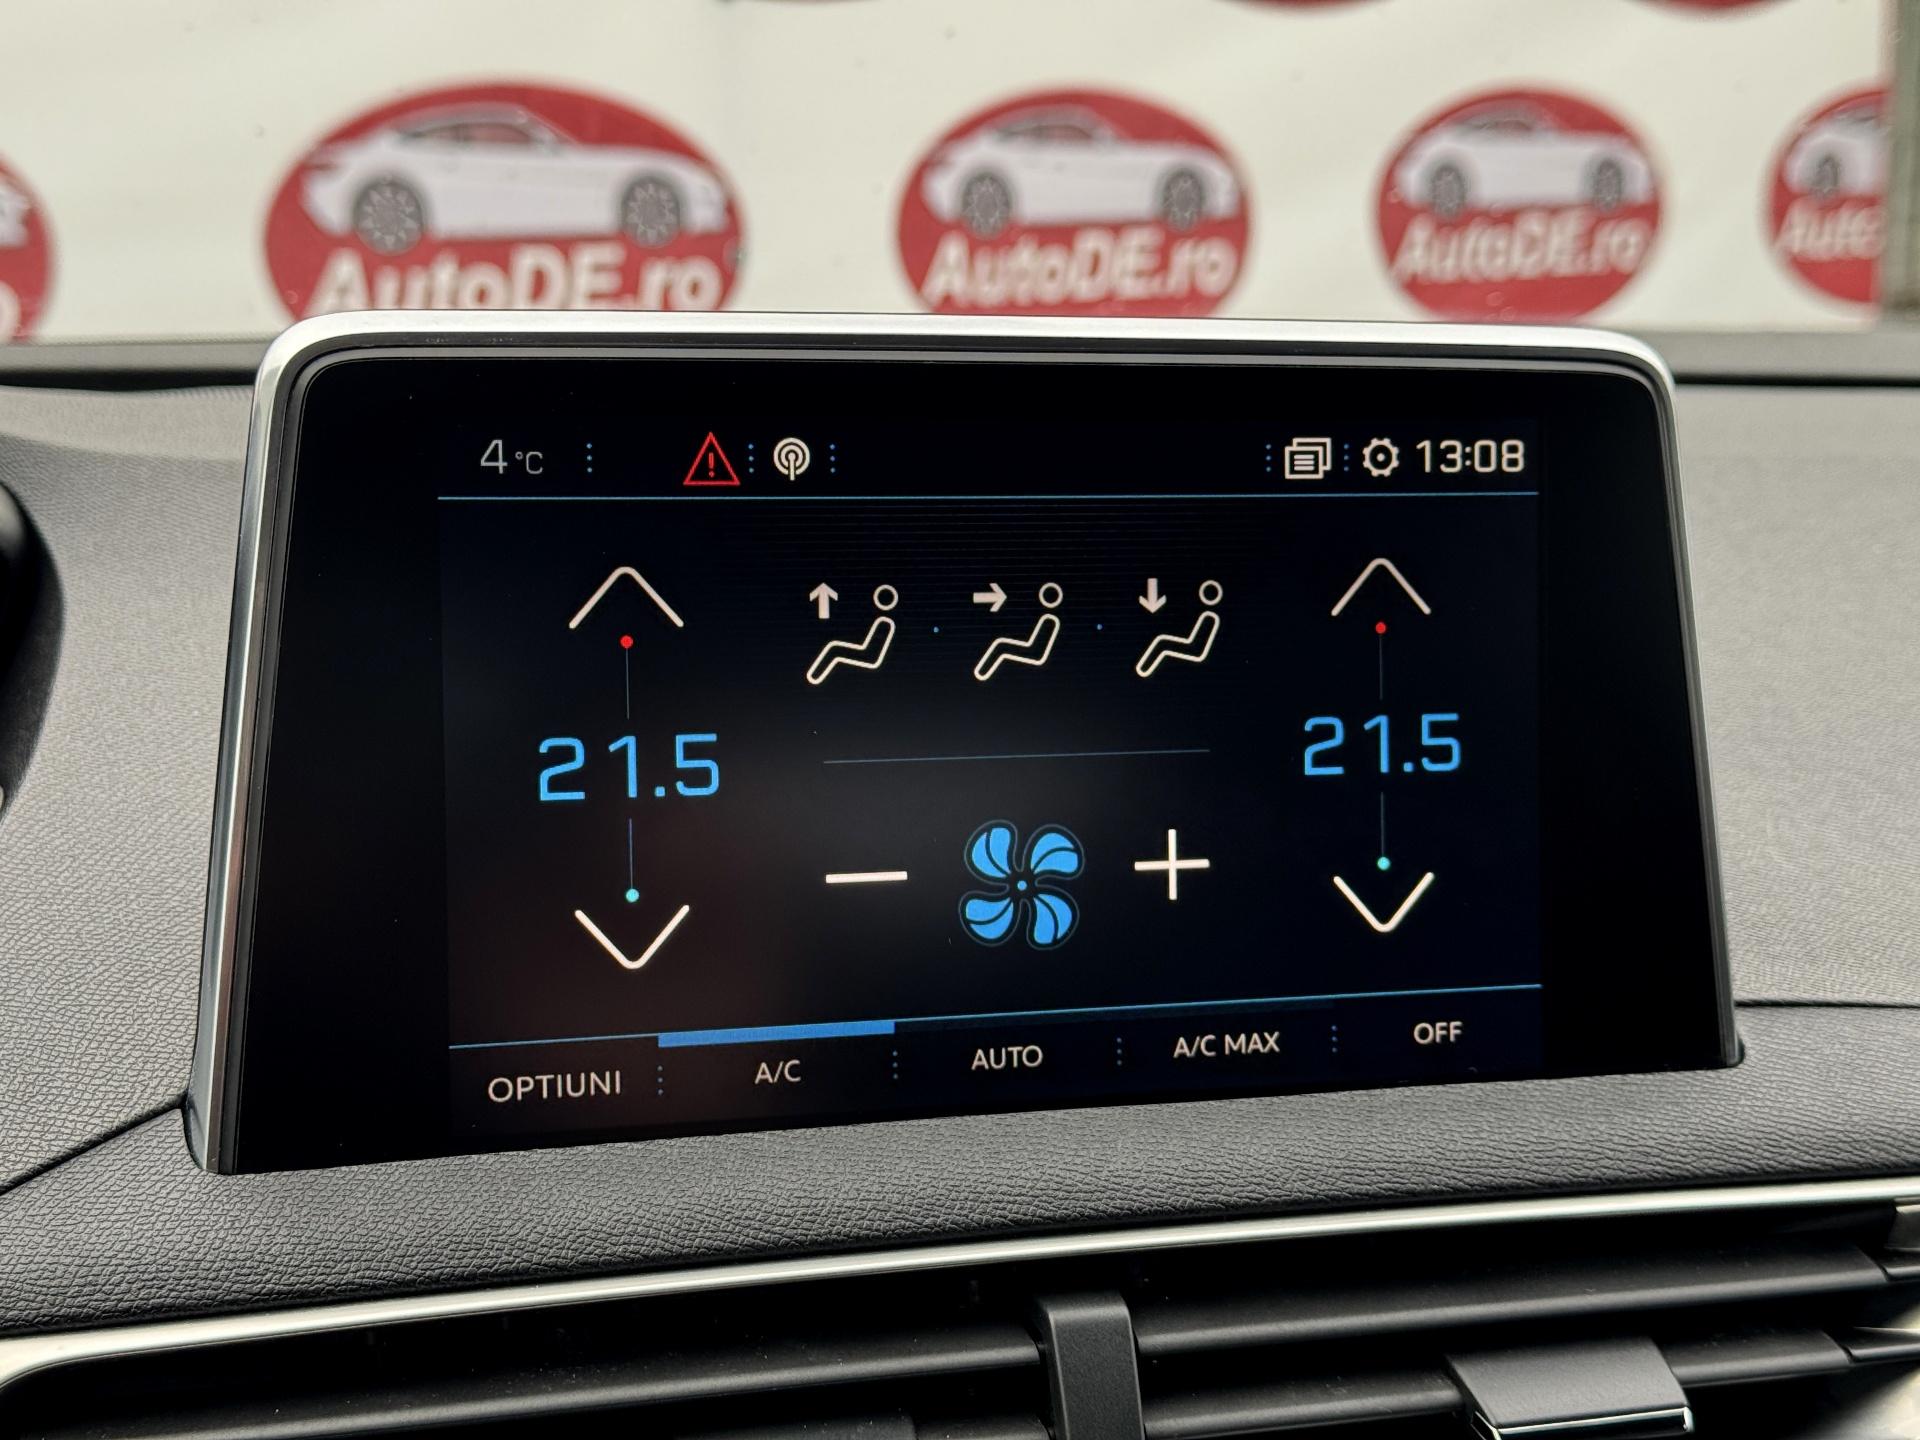 AutoDE.ro
AutoDE.ro
AutoDE.ro
4°C
13:08
21.5
21.5
OPTIUNI
A/C
AUTO
A/C MAX
OFF